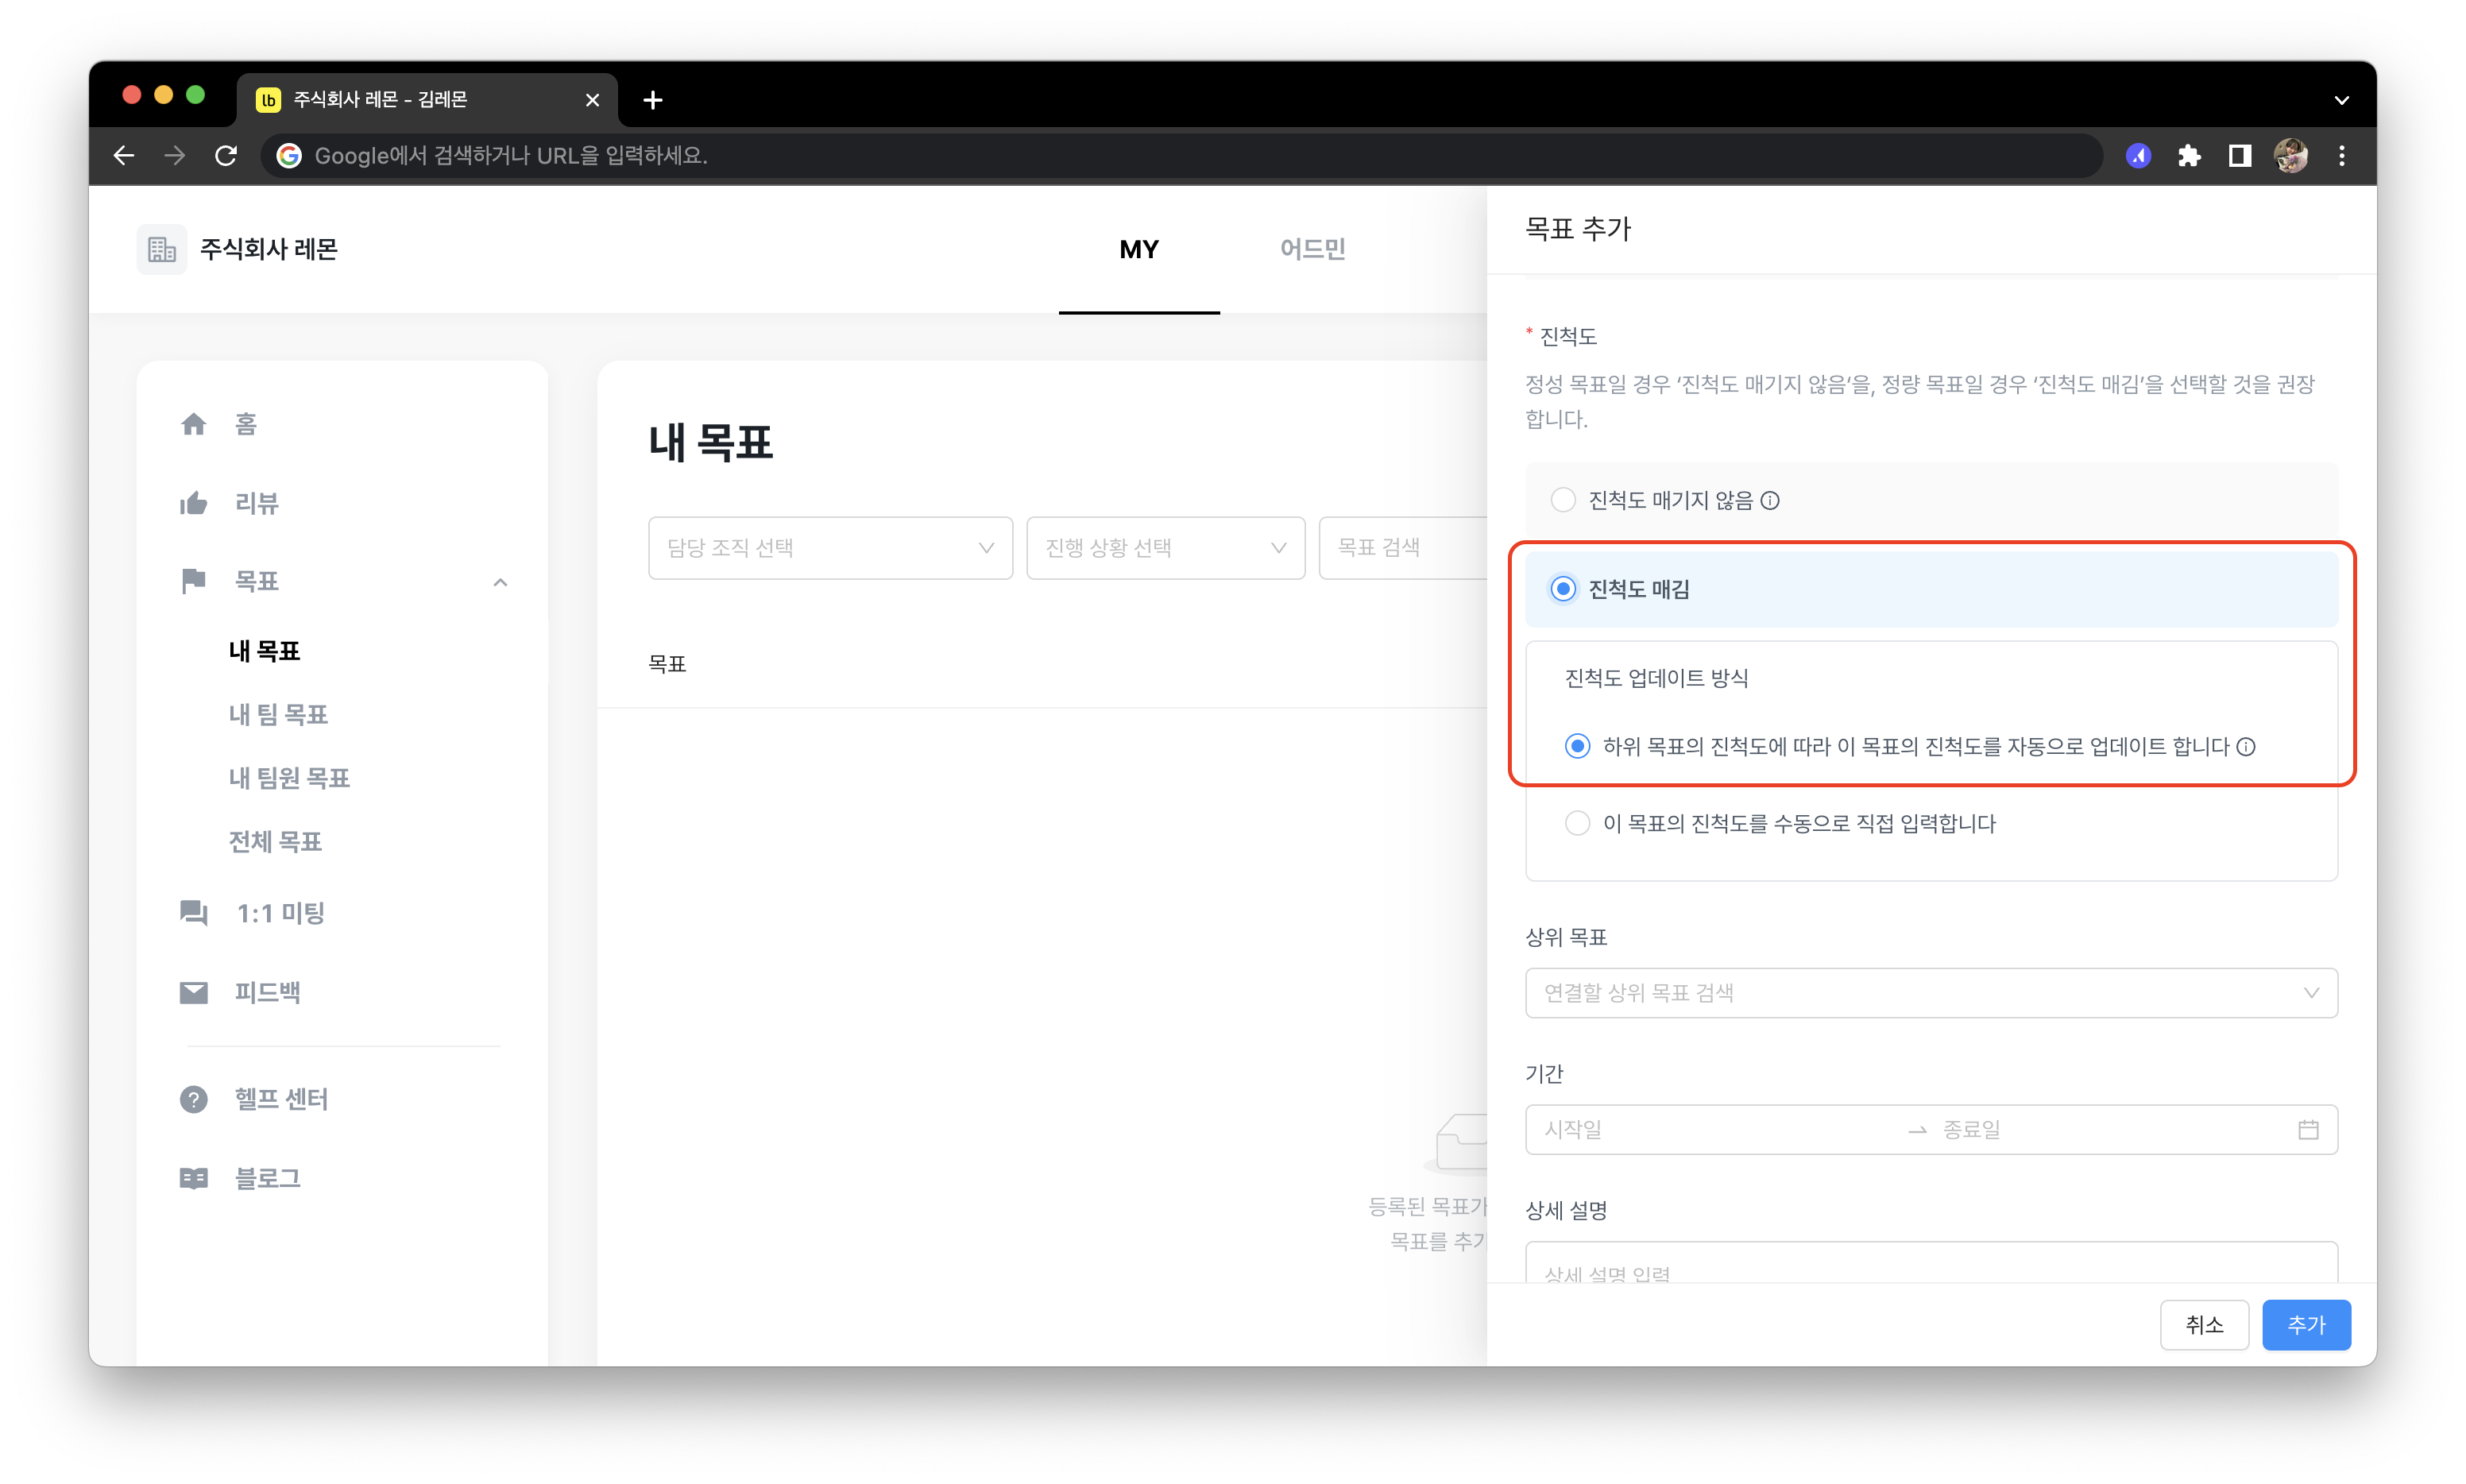 lb 주식회사 레몬 - 김레몬
Google에서 검색하거나 URL을 입력하세요.
주식회사 레몬
MY
어드민
홈
리뷰
목표
내 목표
내 팀 목표
내 팀원 목표
전체 목표
1:1 미팅
피드백
헬프 센터
블로그
내 목표
담당 조직 선택
진행 상황 선택
목표 검색
목표
등록된 목표가
목표를 추가
목표 추가
* 진척도
정성 목표일 경우 ‘진척도 매기지 않음‘을, 정량 목표일 경우 ‘진척도 매김’을 선택할 것을 권장
합니다.
진척도 매기지 않음
진척도 매김
진척도 업데이트 방식
하위 목표의 진척도에 따라 이 목표의 진척도를 자동으로 업데이트 합니다
이 목표의 진척도를 수동으로 직접 입력합니다
상위 목표
연결할 상위 목표 검색
기간
시작일 → 종료일
상세 설명
상세 설명 입력
취소
추가